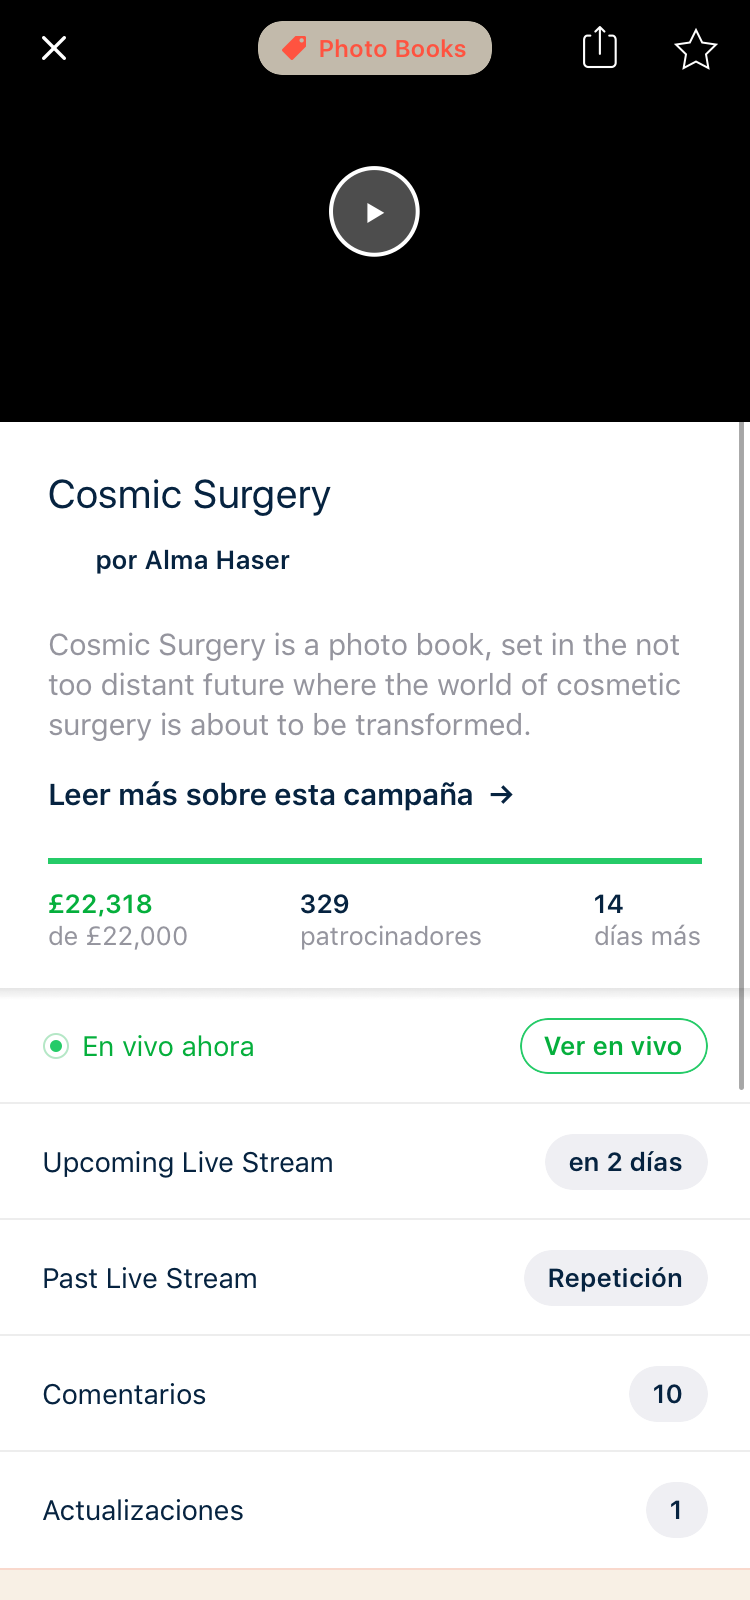 Photo Books
Cosmic Surgery
por Alma Haser
Cosmic Surgery is a photo book, set in the not
too distant future where the world of cosmetic
surgery is about to be transformed.
Leer más sobre esta campaña →
£22,318
de £22,000
329
patrocinadores
14
días más
En vivo ahora
Ver en vivo
Upcoming Live Stream
en 2 días
Past Live Stream
Repetición
Comentarios
10
Actualizaciones
1